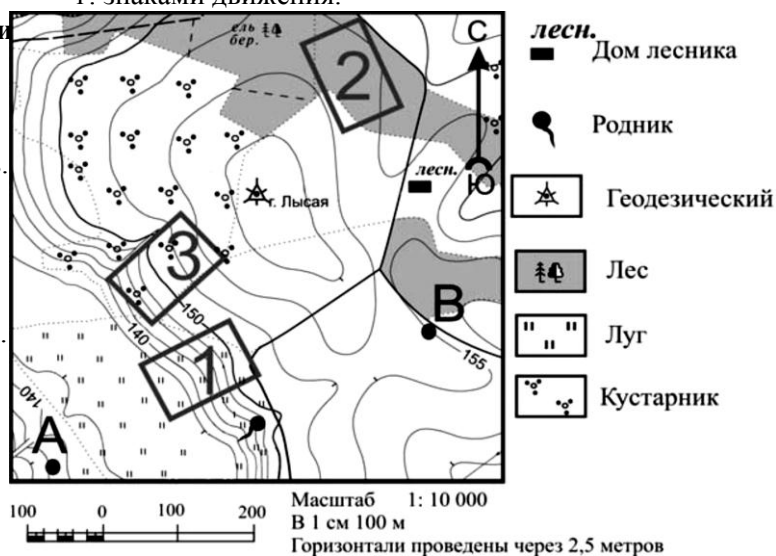 Г. знаками движения.
и
ель
бер.
С
Ю
2
лесн.
г. Лысая
3
150
140
1
В
155
140
А
лесн.
Дом лесника
Родник
Геодезический
Лес
Луг
Кустарник
100 0 100 200
Масштаб 1: 10 000
В 1 см 100 м
Горизонтали проведены через 2,5 метров